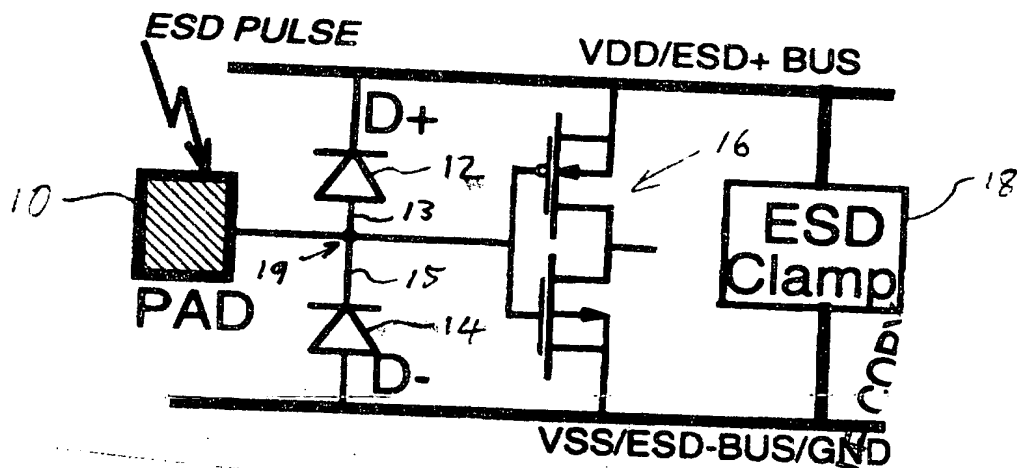 ESD PULSE
VDD/ESD+ BUS
D+
12
16
10
13
18
ESD
Clamp
19
15
PAD
14
D-
COPY
VSS/ESD-BUS/GND